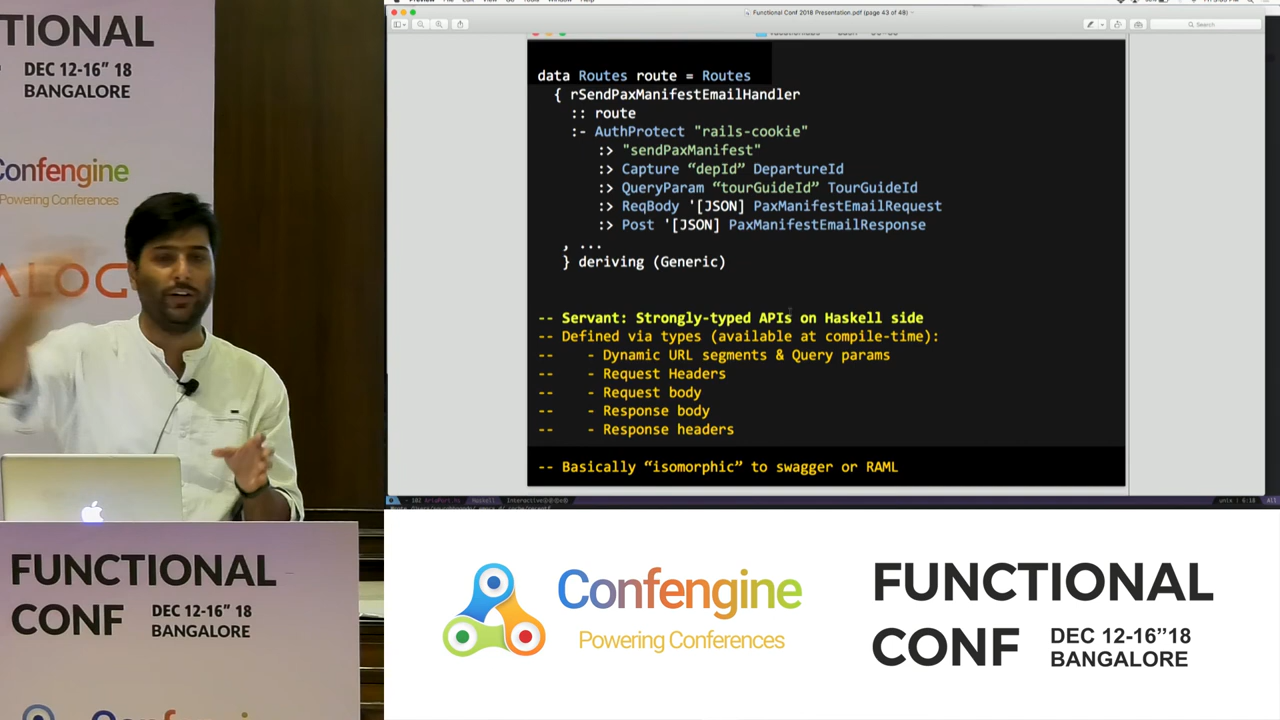 TIONAL
DEC 12-16" 18
BANGALORE
Confengine
Powering Conferences
ALOG
FUNCTIONAL
CONF
DEC 12-16" 18
BANGALORE
Confengine
Functional Conf 2018 Presentation.pdf (page 43 of 48)
Search
data Routes route = Routes
{ rSendPaxManifestEmailHandler
:: route
:- AuthProtect "rails-cookie"
:> "sendPaxManifest"
:> Capture “depId” DepartureId
:> QueryParam “tourGuideId” TourGuideId
:> ReqBody '[JSON] PaxManifestEmailRequest
:> Post '[JSON] PaxManifestEmailResponse
, ...
} deriving (Generic)
-- Servant: Strongly-typed APIs on Haskell side
-- Defined via types (available at compile-time):
-- - Dynamic URL segments & Query params
-- - Request Headers
-- - Request body
-- - Response body
-- - Response headers
-- Basically “isomorphic” to swagger or RAML
Confengine
Powering Conferences
FUNCTIONAL
CONF
DEC 12-16”18
BANGALORE